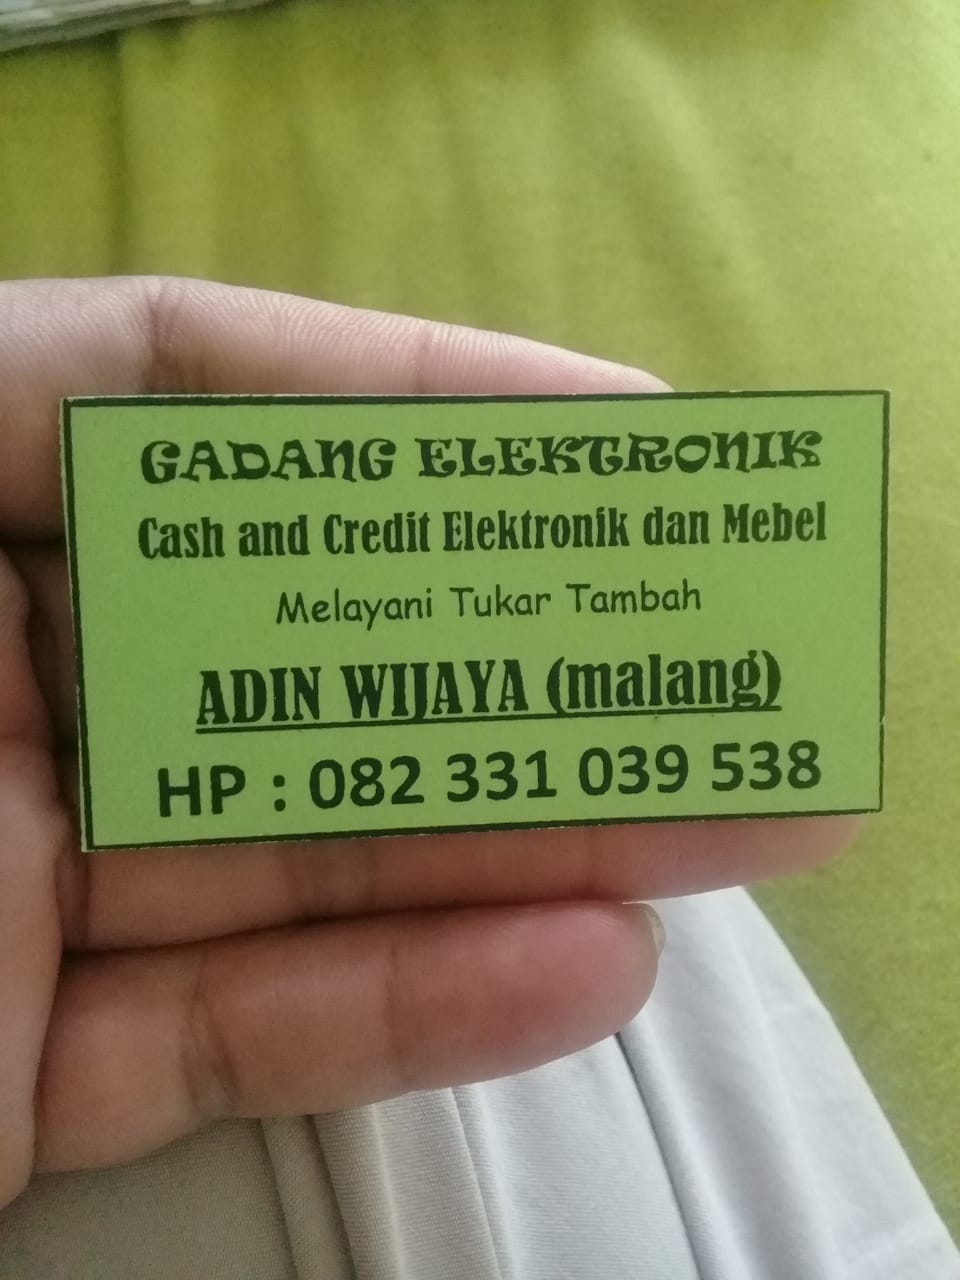 GADANG ELEKTRONIK
Cash and Credit Elektronik dan Mebel
Melayani Tukar Tambah
ADIN WIJAYA (malang)
HP : 082 331 039 538